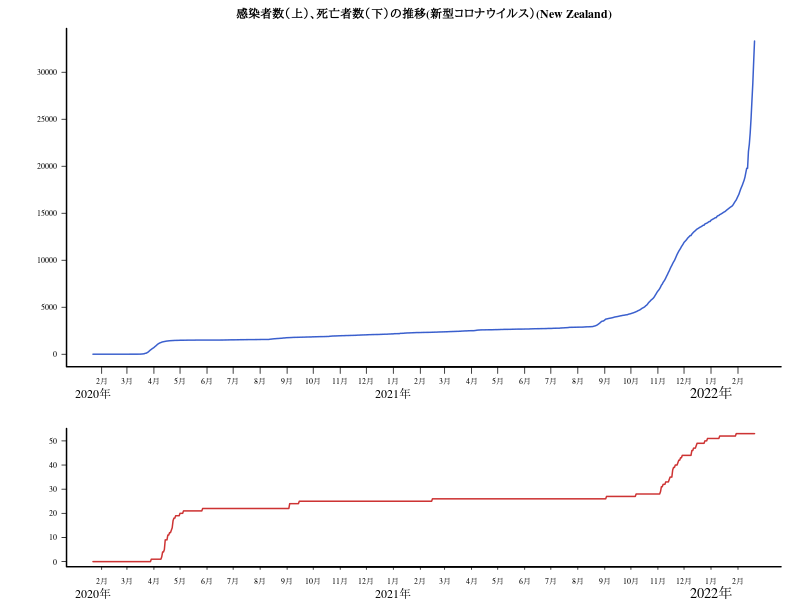 感染者数（上）、死亡者数（下）の推移(新型コロナウイルス）(New Zealand)
30000
25000
20000
15000
10000
5000
0
2月 3月 4月 5月 6月 7月 8月 9月 10月 11月 12月 1月 2月 3月 4月 5月 6月 7月 8月 9月 10月 11月 12月 1月 2月
2020年 2021年 2022年
50
40
30
20
10
0
2月 3月 4月 5月 6月 7月 8月 9月 10月 11月 12月 1月 2月 3月 4月 5月 6月 7月 8月 9月 10月 11月 12月 1月 2月
2020年 2021年 2022年